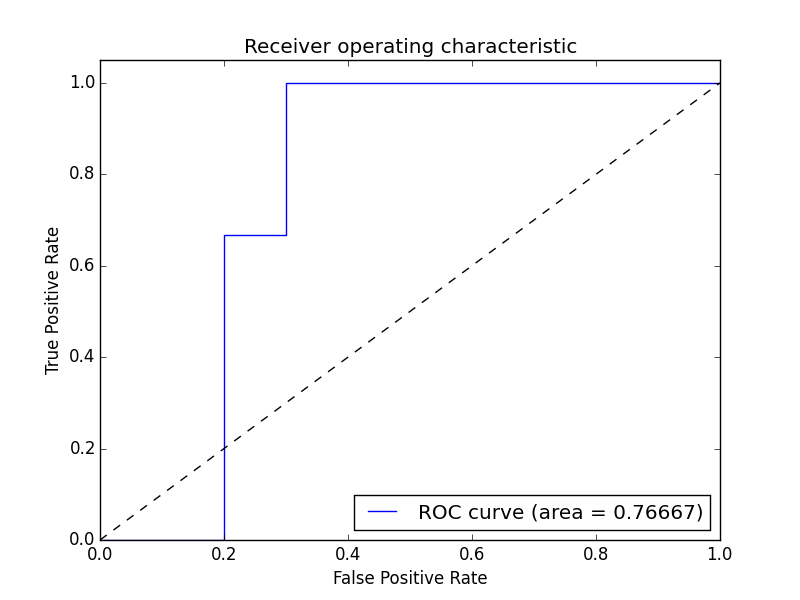 Receiver operating characteristic
1.0
0.8
0.6
0.4
0.2
0.0
True Positive Rate
ROC curve (area = 0.76667)
0.0 0.2 0.4 0.6 0.8 1.0
False Positive Rate